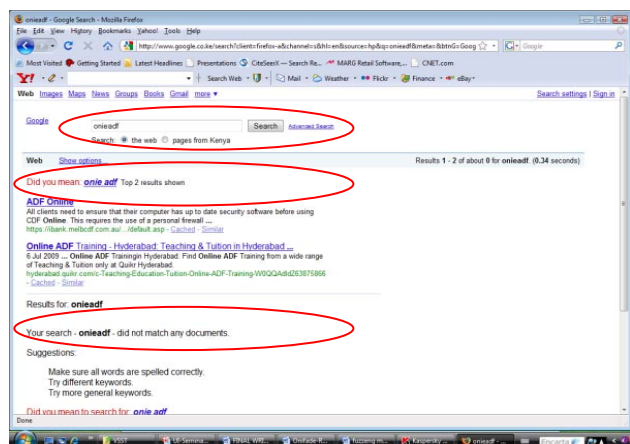 onieadf - Google Search - Mozilla Firefox
File Edit View History Bookmarks Yahoo! Tools Help
http://www.google.co.ke/search?client=firefox-a&channel=s&hl=en&source=hp&q=onieadf&meta=&btnG=Goog
Google
Most Visited Getting Started Latest Headlines Presentations CiteSeerX — Search Re... MARG Retail Software,... CNET.com
Y! Search Web Mail Weather Flickr Finance eBay
Web Images Maps News Groups Books Gmail more ▼ Search settings | Sign in
Google onieadf Search Advanced Search
Search: the web pages from Kenya
Web Show options... Results 1 - 2 of about 0 for onieadf. (0.34 seconds)
Did you mean: onie adf Top 2 results shown
ADF Online
All clients need to ensure that their computer has up to date security software before using
CDF Online. This requires the use of a personal firewall ...
https://ibank.melbcdf.com.au/.../default.asp - Cached - Similar
Online ADF Training - Hyderabad: Teaching & Tuition in Hyderabad ...
6 Jul 2009 ... Online ADF Trainingin Hyderabad. Find Online ADF Training from a wide range
of Teaching & Tuition only at Quikr Hyderabad.
hyderabad.quikr.com/c-Teaching-Education-Tuition-Online-ADF-Training-W0QQAdIdZ63875866
- Cached - Similar
Results for: onieadf
Your search - onieadf - did not match any documents.
Suggestions:
Make sure all words are spelled correctly.
Try different keywords.
Try more general keywords.
Did you mean to search for: onie adf
Done
VSST UI-Semina... FINAL WRI... Onifade-R... fuzzeng m... Kaspersky ... onieadf - ... Encarta